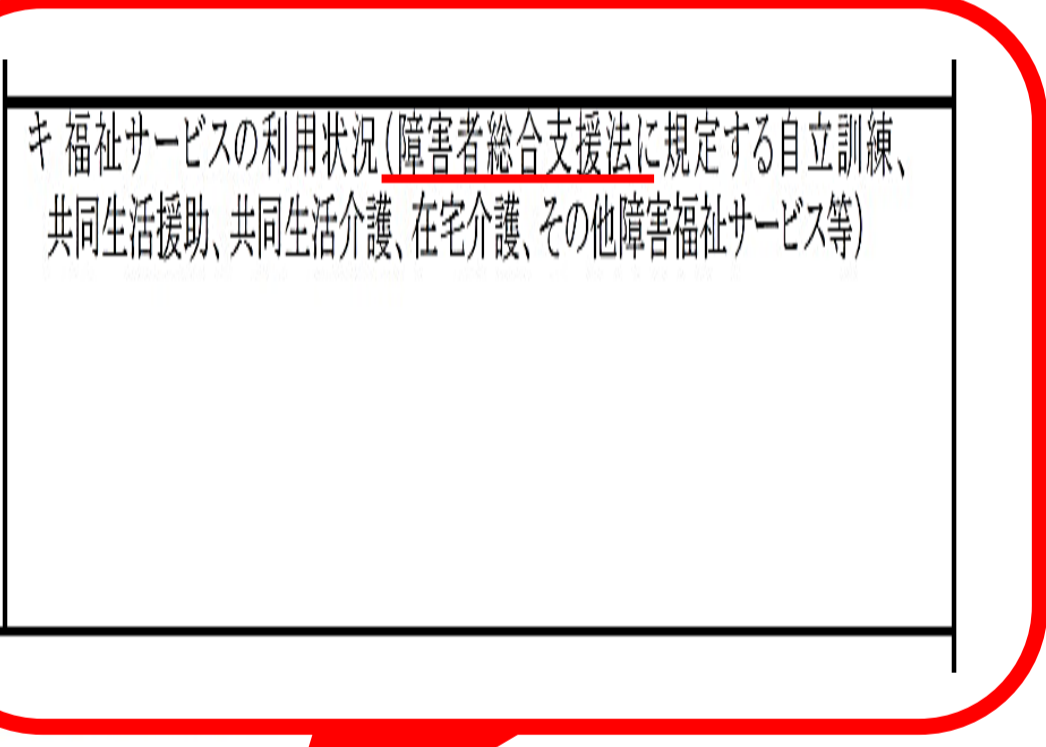 キ 福祉サービスの利用状況(障害者総合支援法に規定する自立訓練、
共同生活援助、共同生活介護、在宅介護、その他障害福祉サービス等)